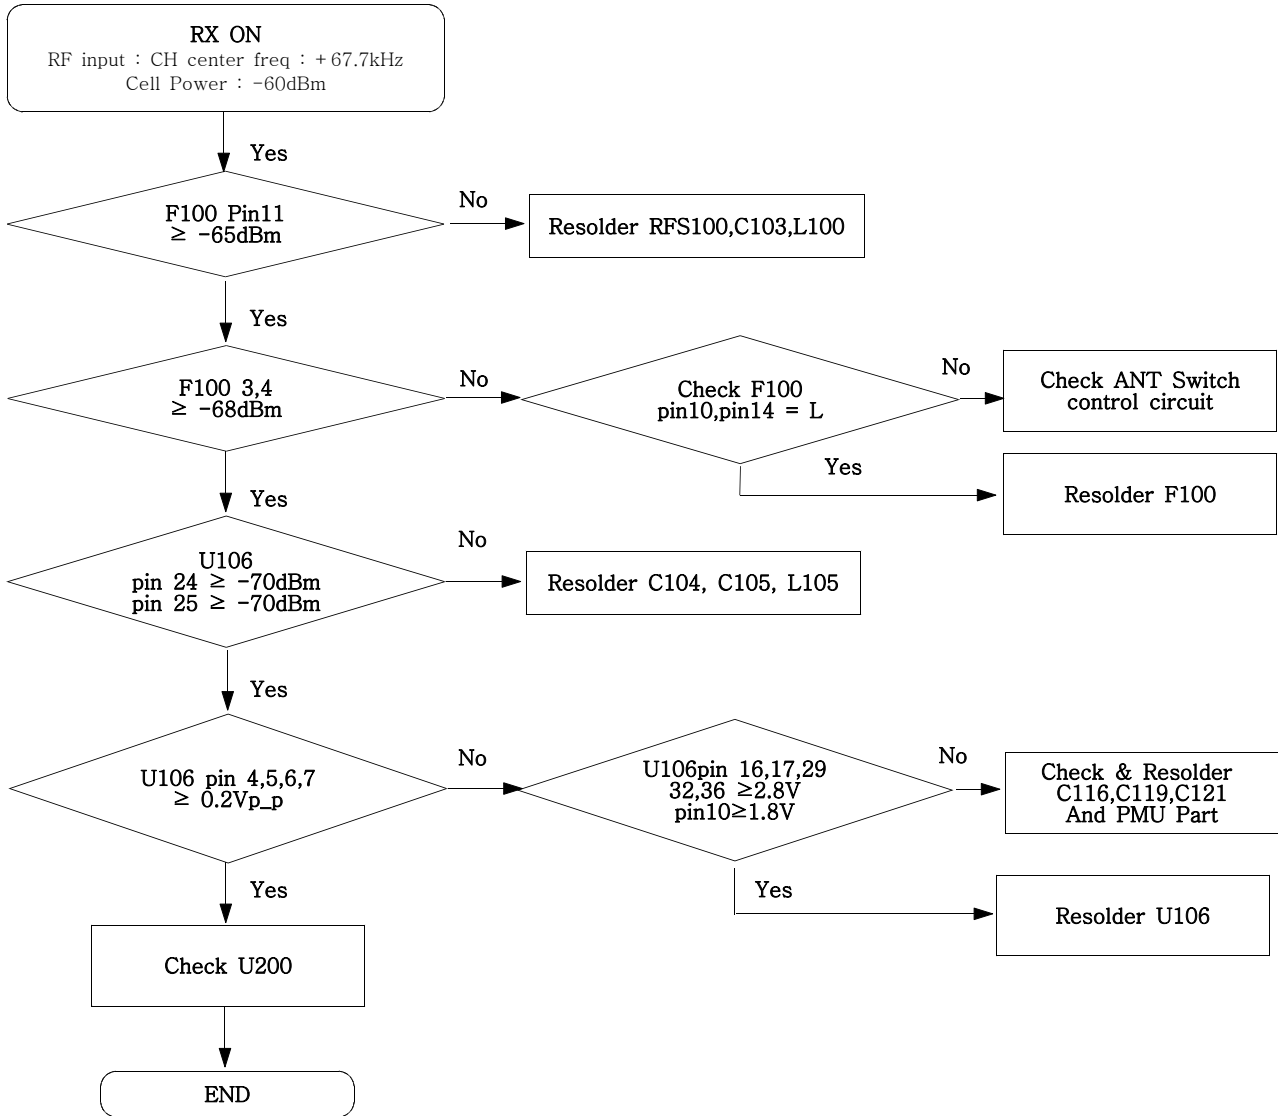 RX ON
RF input : CH center freq : +67.7kHz
Cell Power : -60dBm
Yes
F100 Pin11
≥ -65dBm
No
Resolder RFS100,C103,L100
Yes
F100 3,4
≥ -68dBm
No
Check F100
pin10,pin14 = L
No
Check ANT Switch
control circuit
Yes
Resolder F100
Yes
U106
pin 24 ≥ -70dBm
pin 25 ≥ -70dBm
No
Resolder C104, C105, L105
Yes
U106 pin 4,5,6,7
≥ 0.2Vp_p
No
U106pin 16,17,29
32,36 ≥2.8V
pin10≥1.8V
No
Check & Resolder
C116,C119,C121
And PMU Part
Yes
Resolder U106
Yes
Check U200
END